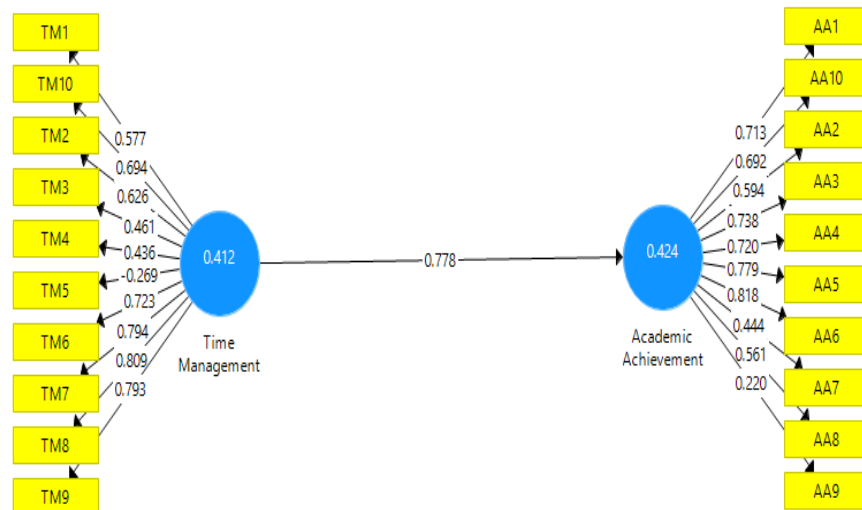 TM1
TM10
TM2
TM3
TM4
TM5
TM6
TM7
TM8
TM9
0.577
0.694
0.626
0.461
0.436
-0.269
0.723
0.794
0.809
0.793
0.412
Time
Management
0.778
0.424
Academic
Achievement
0.713
0.692
0.594
0.738
0.720
0.779
0.818
0.444
0.561
0.220
AA1
AA10
AA2
AA3
AA4
AA5
AA6
AA7
AA8
AA9